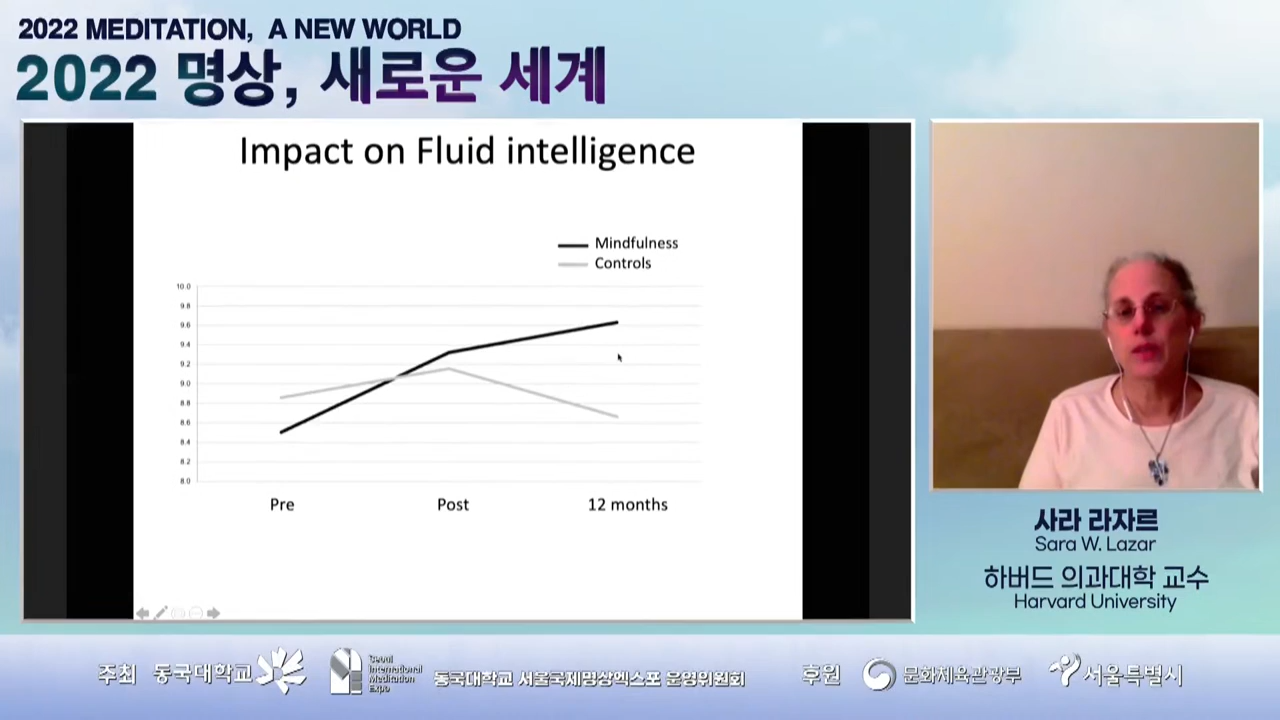 2022 MEDITATION, A NEW WORLD
2022 명상, 새로운 세계
Impact on Fluid intelligence
Mindfulness
Controls
10.0
9.8
9.6
9.4
9.2
9.0
8.8
8.6
8.4
8.2
8.0
Pre
Post
12 months
사라 라자르
Sara W. Lazar
하버드 의과대학 교수
Harvard University
주최 동국대학교
Seoul
International
Meditation
Expo
동국대학교 서울국제명상엑스포 운영위원회
후원 문화체육관광부 서울특별시